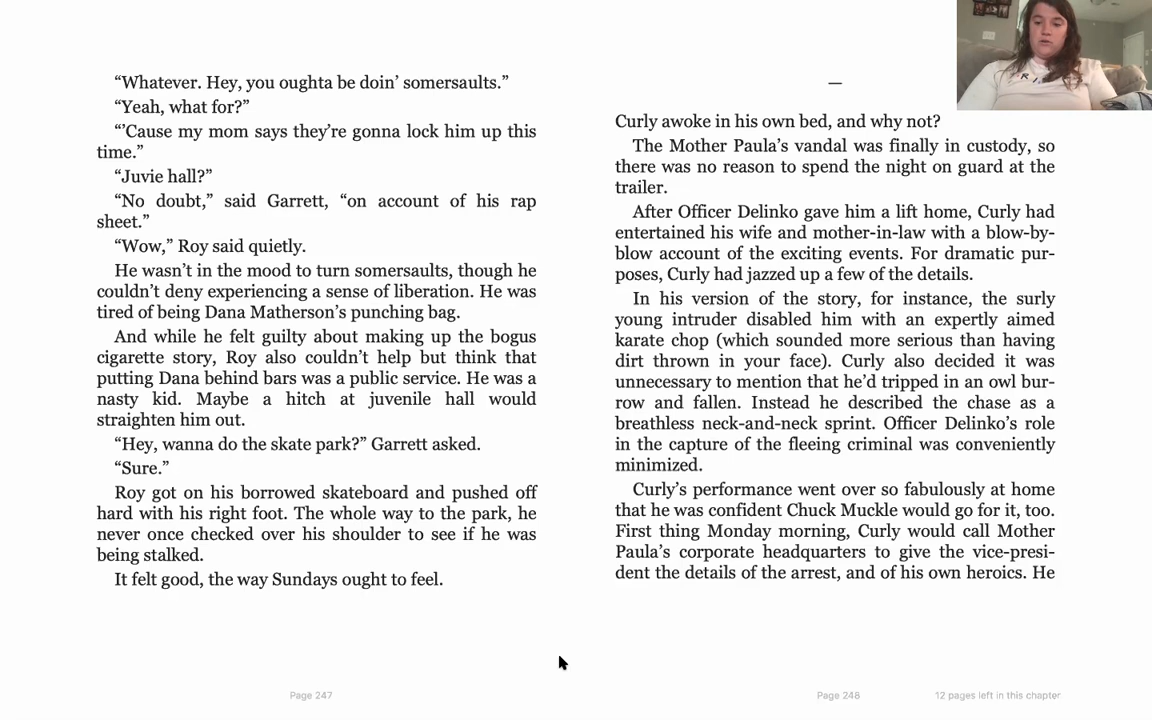 “Whatever. Hey, you oughta be doin’ somersaults.”
“Yeah, what for?”
“’Cause my mom says they’re gonna lock him up this
time.”
“Juvie hall?”
“No doubt,” said Garrett, “on account of his rap
sheet.”
“Wow,” Roy said quietly.
He wasn’t in the mood to turn somersaults, though he
couldn’t deny experiencing a sense of liberation. He was
tired of being Dana Matherson’s punching bag.
And while he felt guilty about making up the bogus
cigarette story, Roy also couldn’t help but think that
putting Dana behind bars was a public service. He was a
nasty kid. Maybe a hitch at juvenile hall would
straighten him out.
“Hey, wanna do the skate park?” Garrett asked.
“Sure.”
Roy got on his borrowed skateboard and pushed off
hard with his right foot. The whole way to the park, he
never once checked over his shoulder to see if he was
being stalked.
It felt good, the way Sundays ought to feel.
Page 247
—
Curly awoke in his own bed, and why not?
The Mother Paula’s vandal was finally in custody, so
there was no reason to spend the night on guard at the
trailer.
After Officer Delinko gave him a lift home, Curly had
entertained his wife and mother-in-law with a blow-by-
blow account of the exciting events. For dramatic pur-
poses, Curly had jazzed up a few of the details.
In his version of the story, for instance, the surly
young intruder disabled him with an expertly aimed
karate chop (which sounded more serious than having
dirt thrown in your face). Curly also decided it was
unnecessary to mention that he’d tripped in an owl bur-
row and fallen. Instead he described the chase as a
breathless neck-and-neck sprint. Officer Delinko’s role
in the capture of the fleeing criminal was conveniently
minimized.
Curly’s performance went over so fabulously at home
that he was confident Chuck Muckle would go for it, too.
First thing Monday morning, Curly would call Mother
Paula’s corporate headquarters to give the vice-presi-
dent the details of the arrest, and of his own heroics. He
Page 248
12 pages left in this chapter